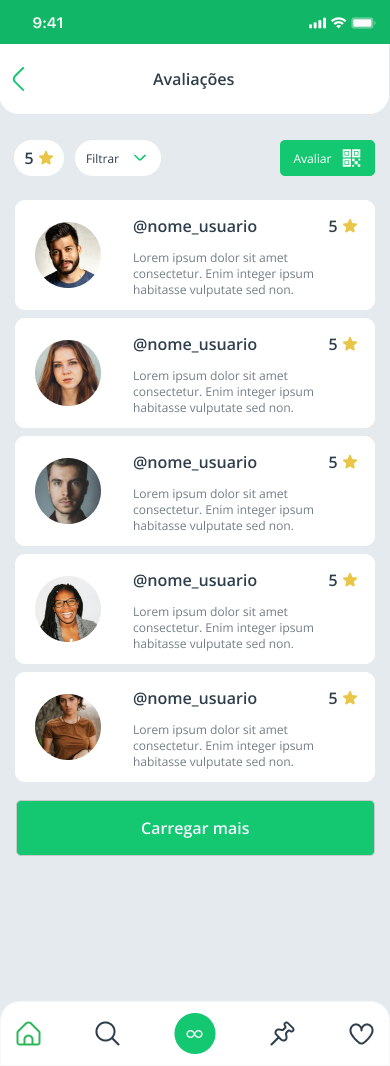 9:41
Avaliações
5
Filtrar
Avaliar
@nome_usuario
5
Lorem ipsum dolor sit amet
consectetur. Enim integer ipsum
habitasse vulputate sed non.
@nome_usuario
5
Lorem ipsum dolor sit amet
consectetur. Enim integer ipsum
habitasse vulputate sed non.
@nome_usuario
5
Lorem ipsum dolor sit amet
consectetur. Enim integer ipsum
habitasse vulputate sed non.
@nome_usuario
5
Lorem ipsum dolor sit amet
consectetur. Enim integer ipsum
habitasse vulputate sed non.
@nome_usuario
5
Lorem ipsum dolor sit amet
consectetur. Enim integer ipsum
habitasse vulputate sed non.
Carregar mais